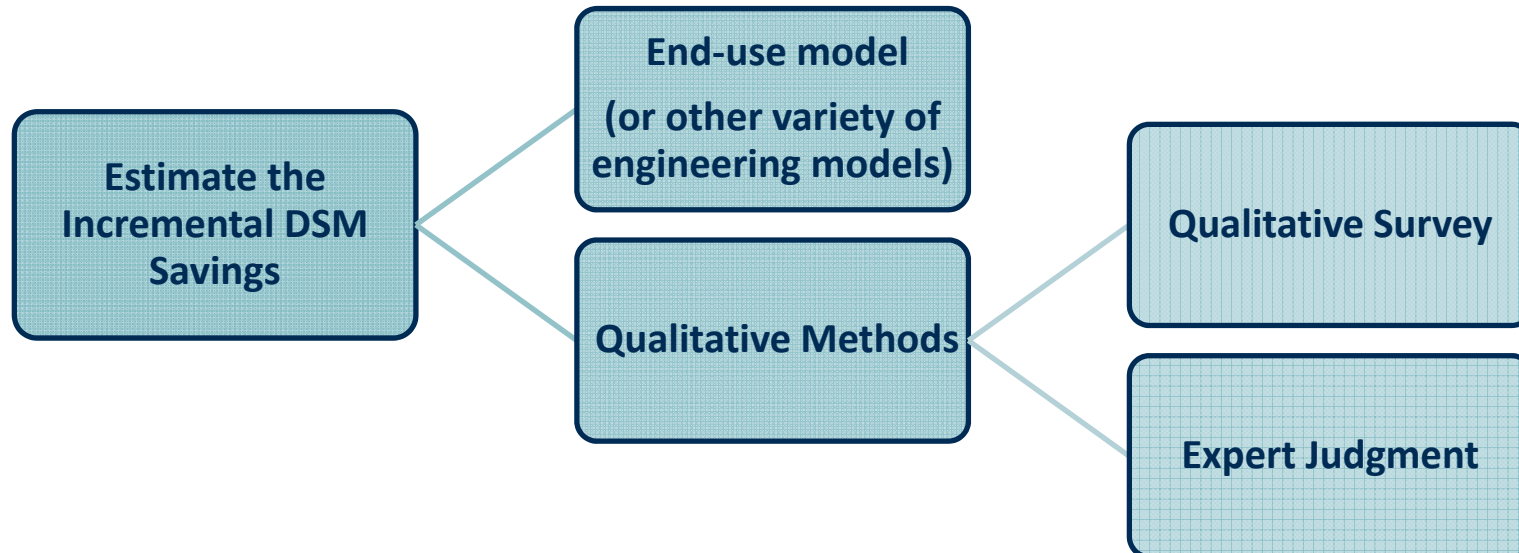 Estimate the
Incremental DSM
Savings
End-use model
(or other variety of
engineering models)
Qualitative Methods
Qualitative Survey
Expert Judgment